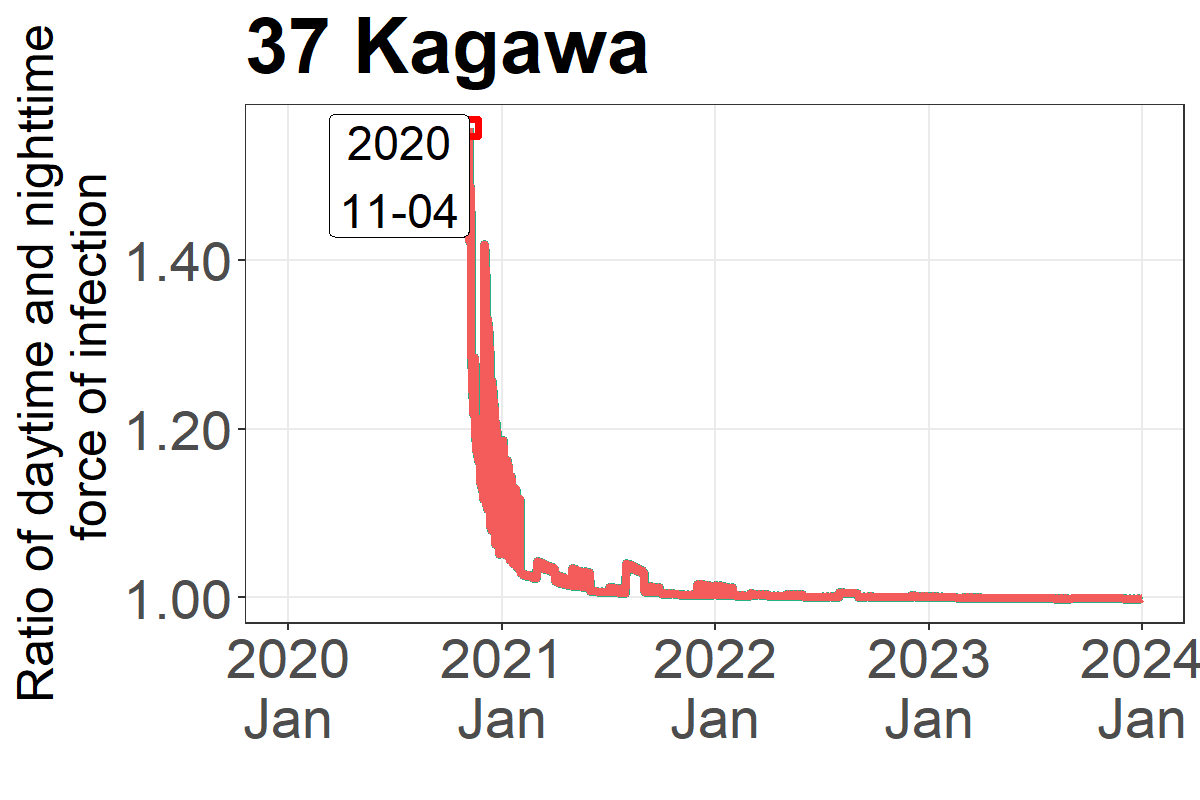 37 Kagawa
Ratio of daytime and nighttime
force of infection
2020
11-04
1.40
1.20
1.00
2020
Jan
2021
Jan
2022
Jan
2023
Jan
2024
Jan